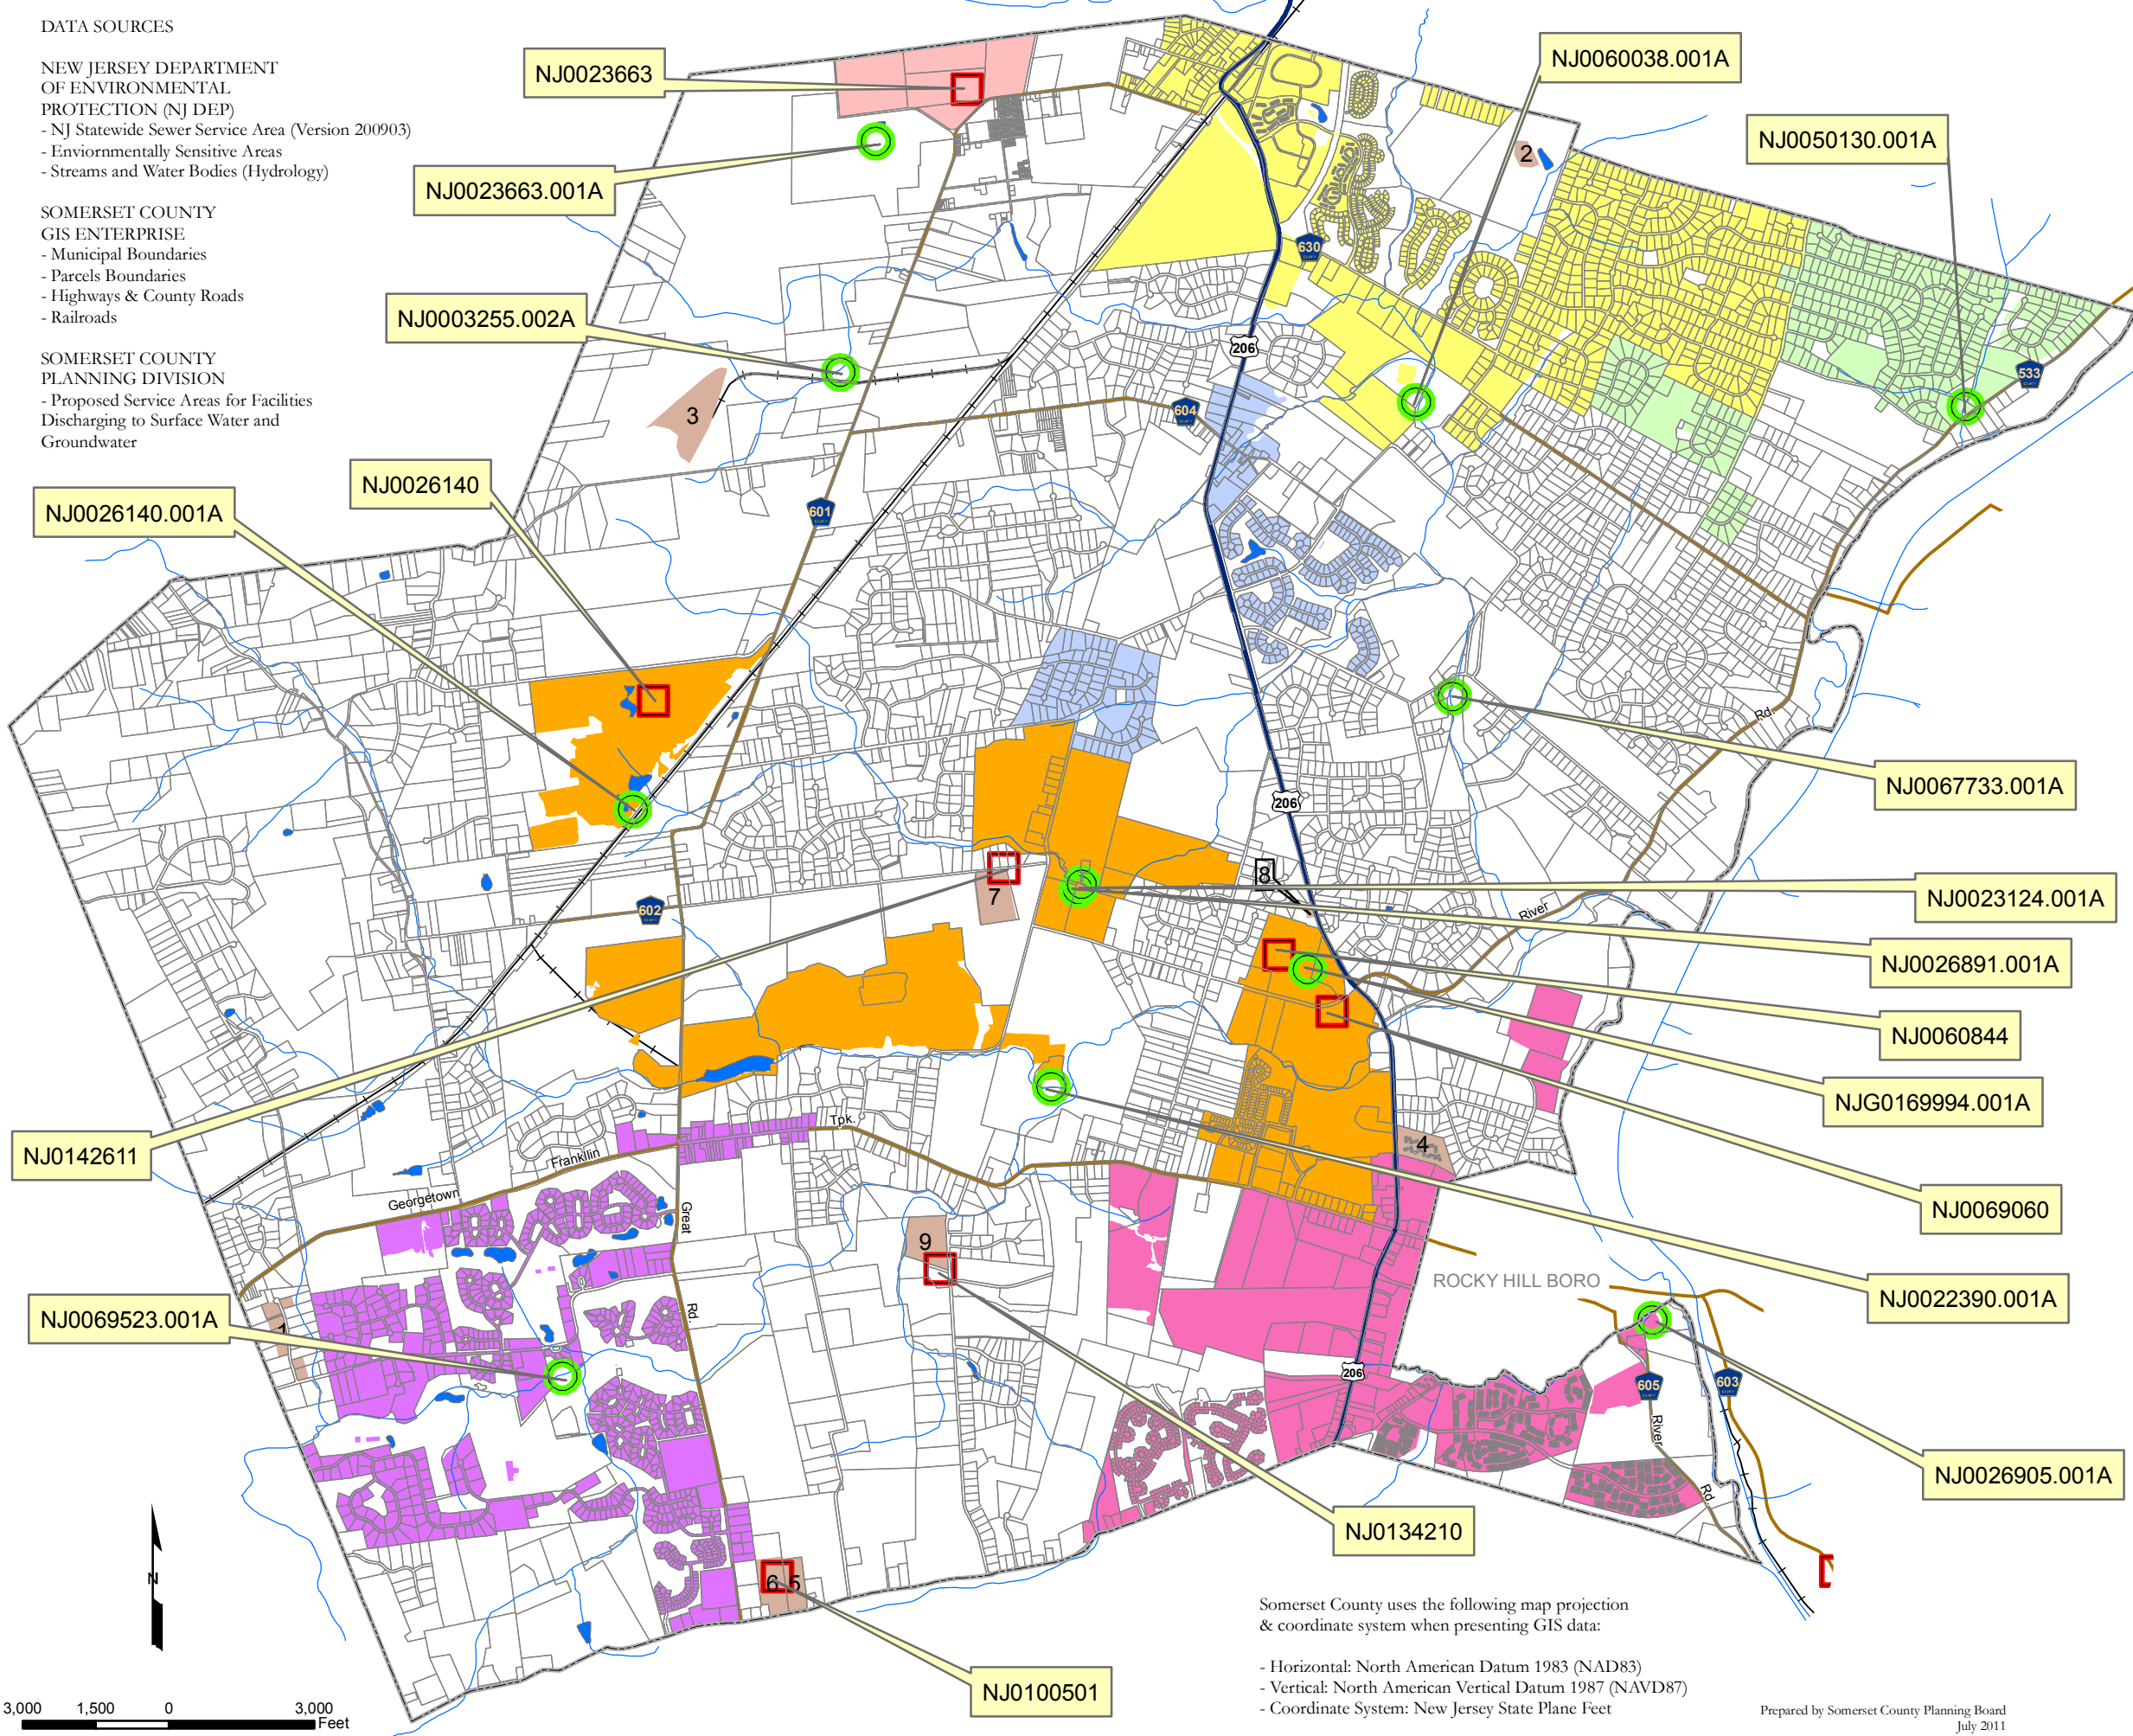 DATA SOURCES
NEW JERSEY DEPARTMENT
OF ENVIRONMENTAL
PROTECTION (NJ DEP)
- NJ Statewide Sewer Service Area (Version 200903)
- Enviornmentally Sensitive Areas
- Streams and Water Bodies (Hydrology)
SOMERSET COUNTY
GIS ENTERPRISE
- Municipal Boundaries
- Parcels Boundaries
- Highways & County Roads
- Railroads
SOMERSET COUNTY
PLANNING DIVISION
- Proposed Service Areas for Facilities
Discharging to Surface Water and
Groundwater
NJ0023663
NJ0060038.001A
NJ0050130.001A
2
NJ0023663.001A
630
NJ0003255.002A
206
533
3
604
NJ0026140
NJ0026140.001A
601
Rd.
NJ0067733.001A
206
8
7
NJ0023124.001A
602
River
NJ0026891.001A
NJ0060844
NJG0169994.001A
Tpk.
4
NJ0142611
Franklin
Georgetown
Great
NJ0069060
9
ROCKY HILL BORO
NJ0022390.001A
NJ0069523.001A
1
Rd.
206
605
603
River
NJ0026905.001A
Rd.
NJ0134210
N
6
5
NJ0100501
Somerset County uses the following map projection
& coordinate system when presenting GIS data:
- Horizontal: North American Datum 1983 (NAD83)
- Vertical: North American Vertical Datum 1987 (NAVD87)
- Coordinate System: New Jersey State Plane Feet
3,000 1,500 0 3,000
Feet
Prepared by Somerset County Planning Board
July 2011